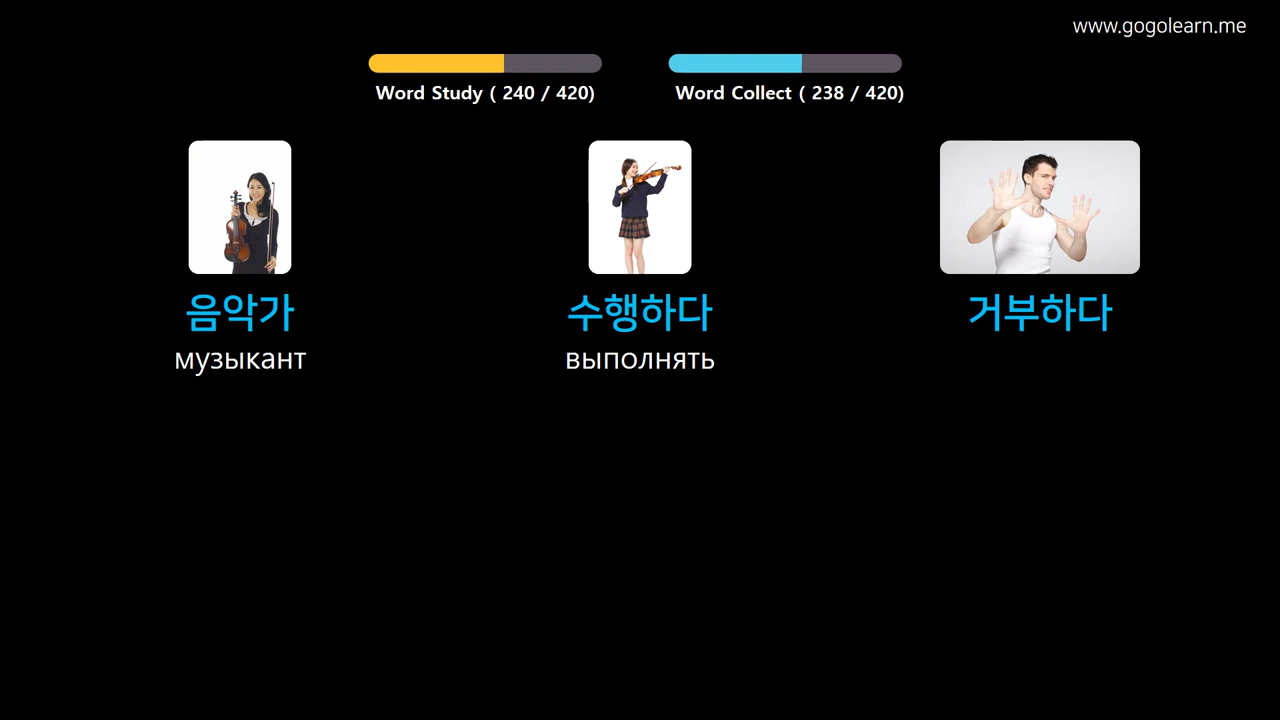 www.gogolearn.me
Word Study ( 240 / 420)
Word Collect ( 238 / 420)
음악가
музыкант
수행하다
выполнять
거부하다